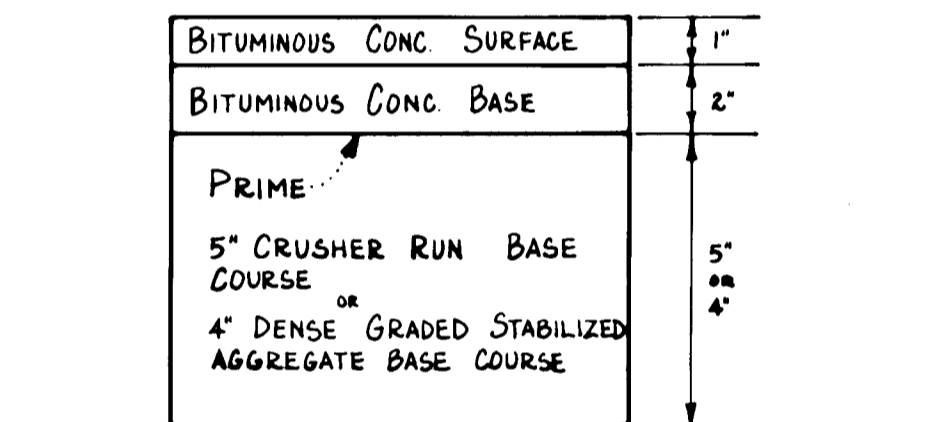 BITUMINOUS CONC. SURFACE
1"
BITUMINOUS CONC. BASE
2"
PRIME
5" CRUSHER RUN BASE
COURSE
OR
4" DENSE GRADED STABILIZED
AGGREGATE BASE COURSE
5"
OR
4"